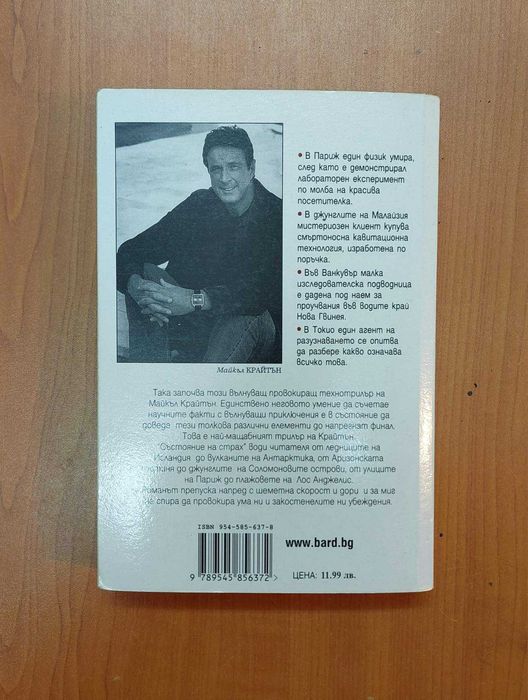 • В Париж един физик умира,
след като е демонстрирал
лабораторен експеримент
по молба на красива
посетителка.
• В джунглите на Малайзия
мистериозен клиент купува
смъртоносна кавитационна
технология, изработена по
поръчка.
• Във Ванкувър малка
изследователска подводница
е дадена под наем за
проучвания във водите край
Нова Гвинея.
• В Токио един агент на
разузнаването се опитва
да разбере какво означава
всичко това.
Майкъл КРАЙТЪН
Така започва този вълнуващ провокиращ технотрилър на
Майкъл Крайтън. Единствено неговото умение да съчетае
научните факти с вълнуващи приключения е в състояние да
доведе тези толкова различни елементи до напрегнат финал.
Това е най-мащабният трилър на Крайтън.
"Състояние на страх" води читателя от ледниците на
Исландия до вулканите на Антарктика, от Аризонската
до джунглите на Соломоновите острови, от улиците
на Париж до плажовете на Лос Анджелис.
препуска напред с шеметна скорост и дори и за миг
спира да провокира ума ни и закостенелите ни убеждения.
ISBN 954-585-637-8
9 789545 856372 >
www.bard.bg
ЦЕНА: 11.99 лв.